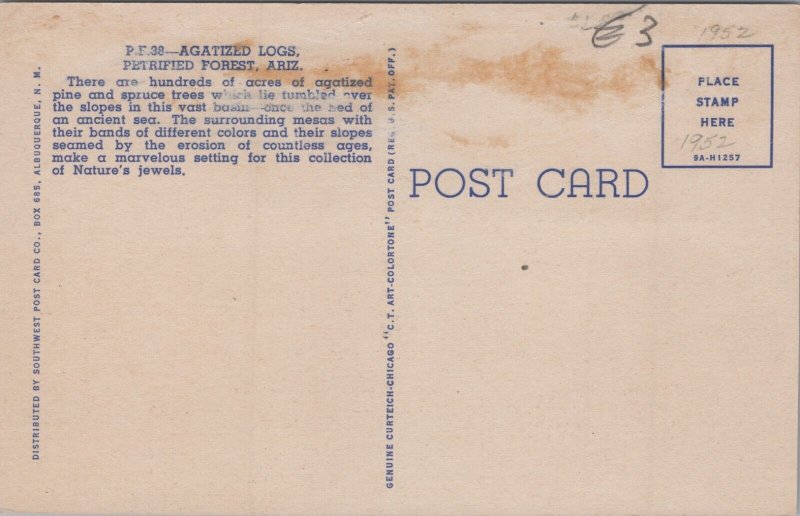 P.F.38—AGATIZED LOGS,
PETRIFIED FOREST, ARIZ.
There are hundreds of acres of agatized
pine and spruce trees which lie tumbled over
the slopes in this vast basin—once the bed of
an ancient sea. The surrounding mesas with
their bands of different colors and their slopes
seamed by the erosion of countless ages,
make a marvelous setting for this collection
of Nature's jewels.
DISTRIBUTED BY SOUTHWEST POST CARD CO., BOX 685, ALBUQUERQUE, N. M.
GENUINE CURTEICH-CHICAGO "C.T. ART-COLORTONE" POST CARD (REG. U.S. PAT. OFF.)
POST CARD
63
1952
PLACE
STAMP
HERE
1952
9A-H1257